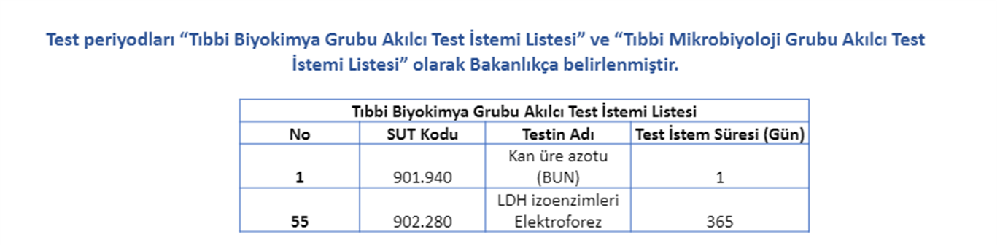 Test periyodları “Tıbbi Biyokimya Grubu Akılcı Test İstemi Listesi” ve “Tıbbi Mikrobiyoloji Grubu Akılcı Test
İstemi Listesi” olarak Bakanlıkça belirlenmiştir.
Tıbbi Biyokimya Grubu Akılcı Test İstemi Listesi
No SUT Kodu Testin Adı Test İstem Süresi (Gün)
Kan üre azotu
1 901.940 (BUN) 1
LDH izoenzimleri
55 902.280 Elektroforez 365